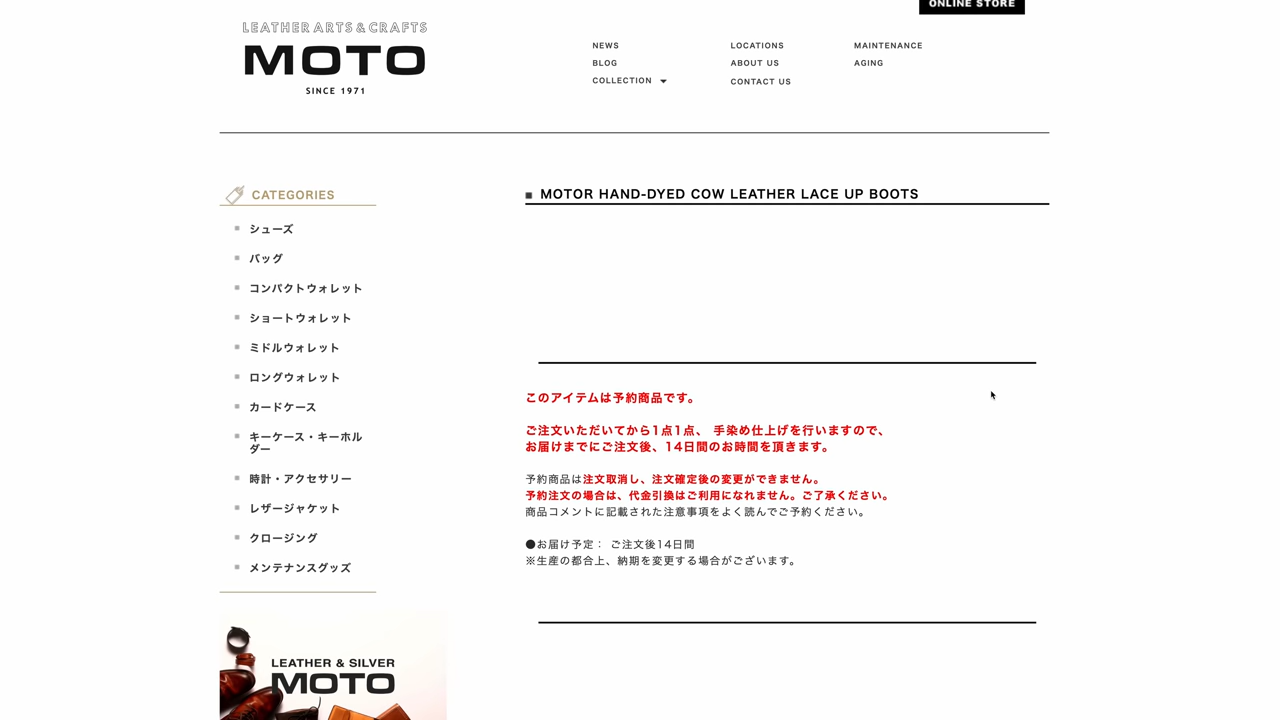 ONLINE STORE
LEATHER ARTS & CRAFTS
MOTO
SINCE 1971
NEWS
BLOG
COLLECTION
LOCATIONS
ABOUT US
CONTACT US
MAINTENANCE
AGING
CATEGORIES
シューズ
バッグ
コンパクトウォレット
ショートウォレット
ミドルウォレット
ロングウォレット
カードケース
キーケース・キーホル
ダー
時計・アクセサリー
レザージャケット
クロージング
メンテナンスグッズ
LEATHER & SILVER
MOTO
MOTOR HAND-DYED COW LEATHER LACE UP BOOTS
このアイテムは予約商品です。
ご注文いただいてから1点1点、 手染め仕上げを行いますので、
お届けまでにご注文後、14日間のお時間を頂きます。
予約商品は注文取消し、注文確定後の変更ができません。
予約注文の場合は、代金引換はご利用になれません。ご了承ください。
商品コメントに記載された注意事項をよく読んでご予約ください。
●お届け予定： ご注文後14日間
※生産の都合上、納期を変更する場合がございます。